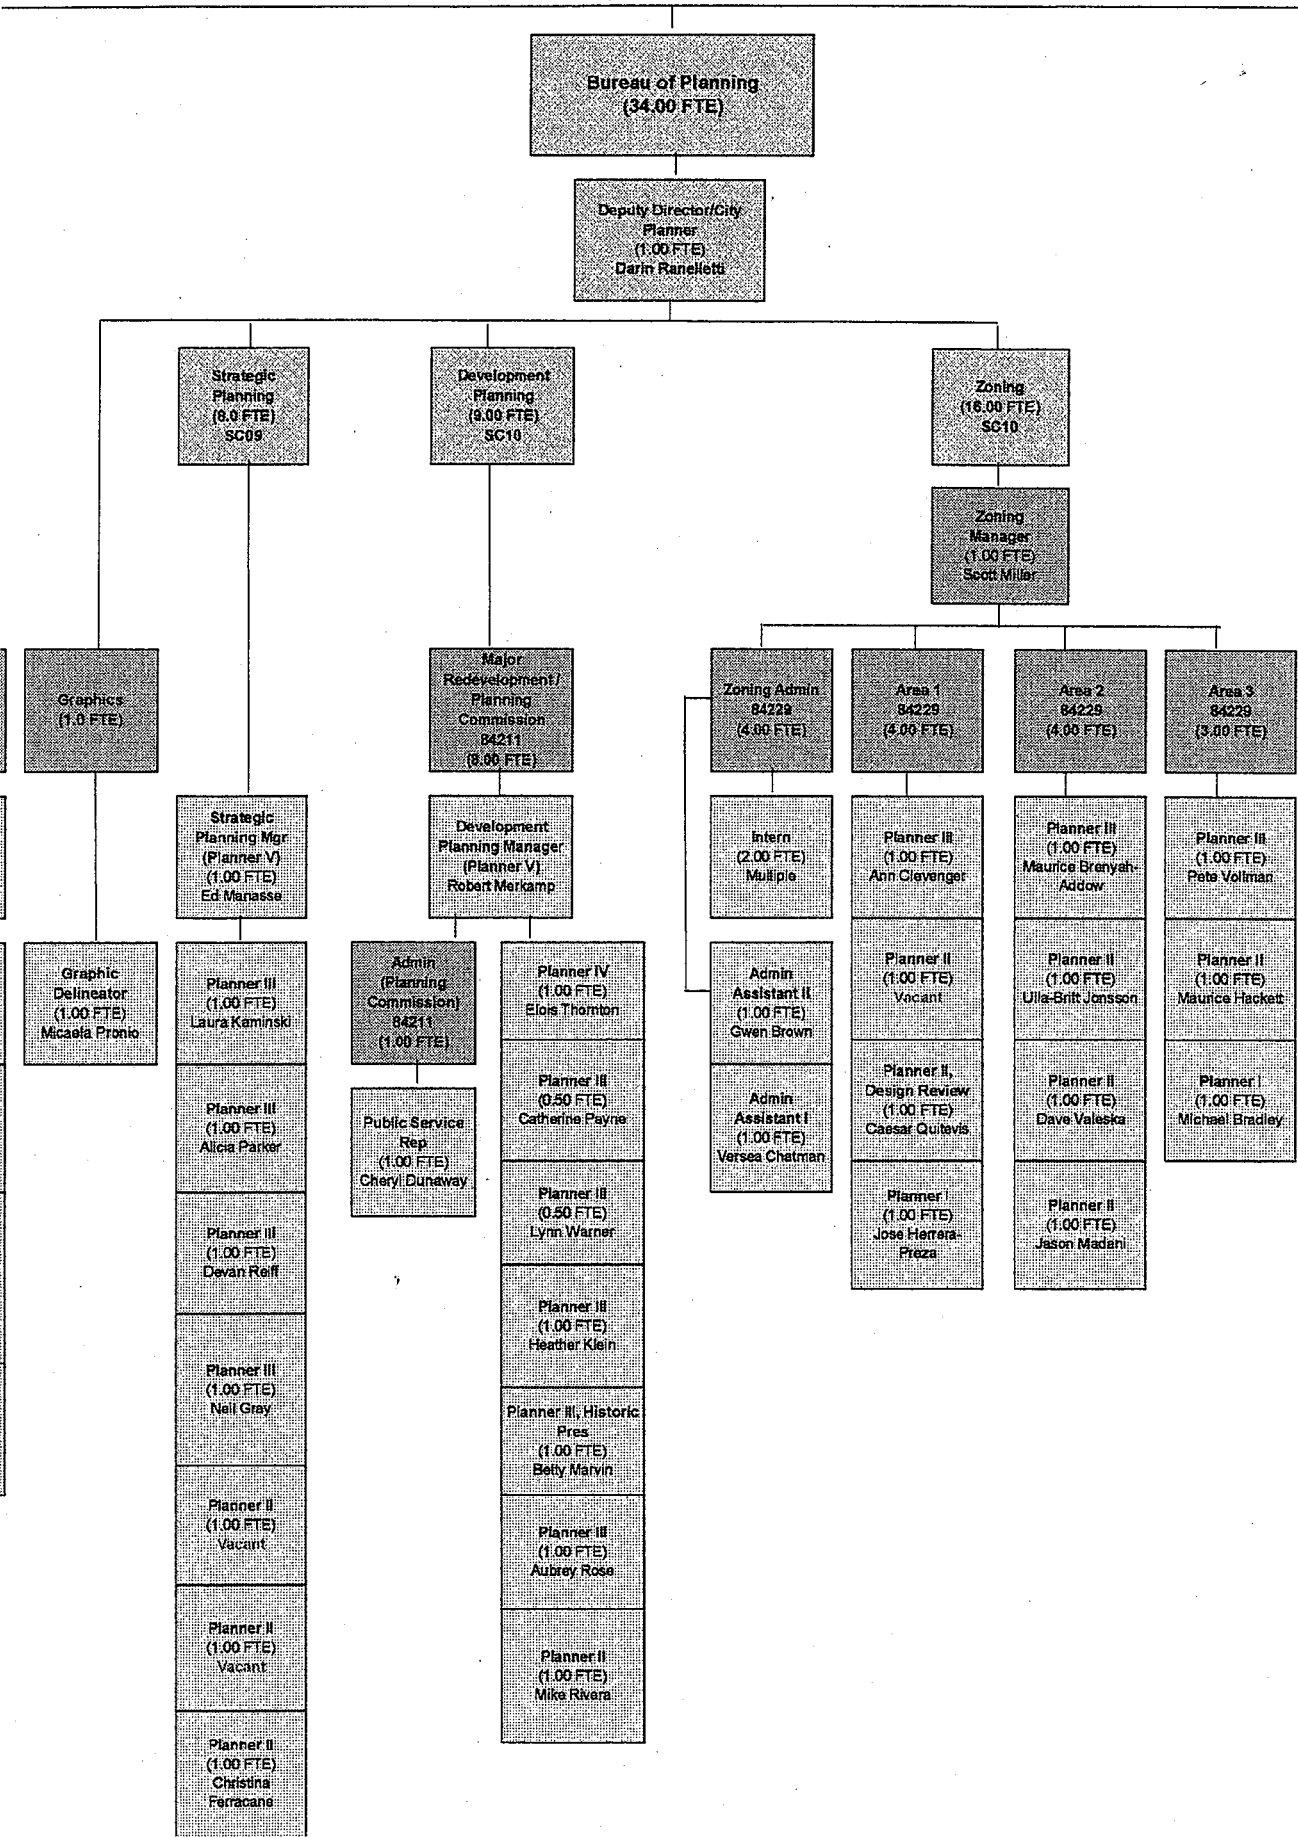 Bureau of Planning
(34.00 FTE)
Deputy Director/City
Planner
(1.00 FTE)
Darin Ranelletti
Strategic
Planning
(8.0 FTE)
SC09
Development
Planning
(9.00 FTE)
SC10
Zoning
(16.00 FTE)
SC10
Zoning
Manager
(1.00 FTE)
Scott Miller
Graphics
(1.0 FTE)
Major
Redevelopment /
Planning
Commission
84211
(8.00 FTE)
Zoning Admin
84229
(4.00 FTE)
Area 1
84229
(4.00 FTE)
Area 2
84229
(4.00 FTE)
Area 3
84229
(3.00 FTE)
Strategic
Planning Mgr
(Planner V)
(1.00 FTE)
Ed Manasse
Development
Planning Manager
(Planner V)
Robert Merkamp
Intern
(2.00 FTE)
Multiple
Planner III
(1.00 FTE)
Ann Clevenger
Planner III
(1.00 FTE)
Maurice Brenyah-
Addow
Planner III
(1.00 FTE)
Pete Vollman
Graphic
Delineator
(1.00 FTE)
Micaela Pronio
Planner III
(1.00 FTE)
Laura Kaminski
Admin
(Planning
Commission)
84211
(1.00 FTE)
Planner IV
(1.00 FTE)
Elois Thornton
Admin
Assistant II
(1.00 FTE)
Gwen Brown
Planner II
(1.00 FTE)
Vacant
Planner II
(1.00 FTE)
Ulla-Britt Jonsson
Planner II
(1.00 FTE)
Maurice Hackett
Planner III
(1.00 FTE)
Alicia Parker
Public Service
Rep
(1.00 FTE)
Cheryl Dunaway
Planner III
(0.50 FTE)
Catherine Payne
Admin
Assistant I
(1.00 FTE)
Versea Chatman
Planner II,
Design Review
(1.00 FTE)
Caesar Quitevis
Planner II
(1.00 FTE)
Dave Valeska
Planner I
(1.00 FTE)
Michael Bradley
Planner III
(1.00 FTE)
Devan Reiff
Planner III
(0.50 FTE)
Lynn Warner
Planner I
(1.00 FTE)
Jose Herrera-
Preza
Planner II
(1.00 FTE)
Jason Madani
Planner III
(1.00 FTE)
Neil Gray
Planner III
(1.00 FTE)
Heather Klein
Planner III, Historic
Pres
(1.00 FTE)
Betty Marvin
Planner II
(1.00 FTE)
Vacant
Planner III
(1.00 FTE)
Aubrey Rose
Planner II
(1.00 FTE)
Vacant
Planner II
(1.00 FTE)
Mike Rivera
Planner II
(1.00 FTE)
Christina
Ferracane